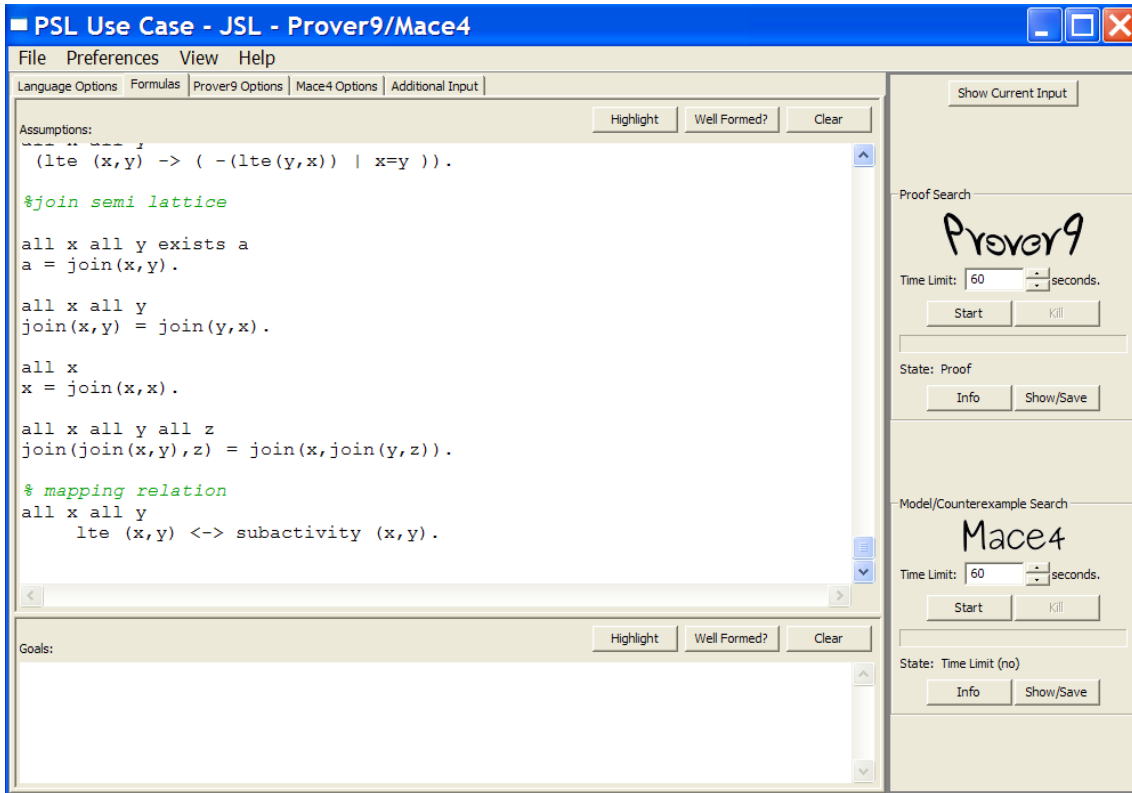 PSL Use Case - JSL - Prover9/Mace4
File Preferences View Help
Language Options Formulas Prover9 Options Mace4 Options Additional Input
Show Current Input
Assumptions:
Highlight Well Formed? Clear
all x all y
(lte (x,y) -> ( -(lte(y,x)) | x=y )).
%join semi lattice
all x all y exists a
a = join(x,y).
all x all y
join(x,y) = join(y,x).
all x
x = join(x,x).
all x all y all z
join(join(x,y),z) = join(x,join(y,z)).
% mapping relation
all x all y
lte (x,y) <-> subactivity (x,y).
Goals:
Highlight Well Formed? Clear
Proof Search
Prover9
Time Limit: 60 seconds.
Start Kill
State: Proof
Info Show/Save
Model/Counterexample Search
Mace4
Time Limit: 60 seconds.
Start Kill
State: Time Limit (no)
Info Show/Save